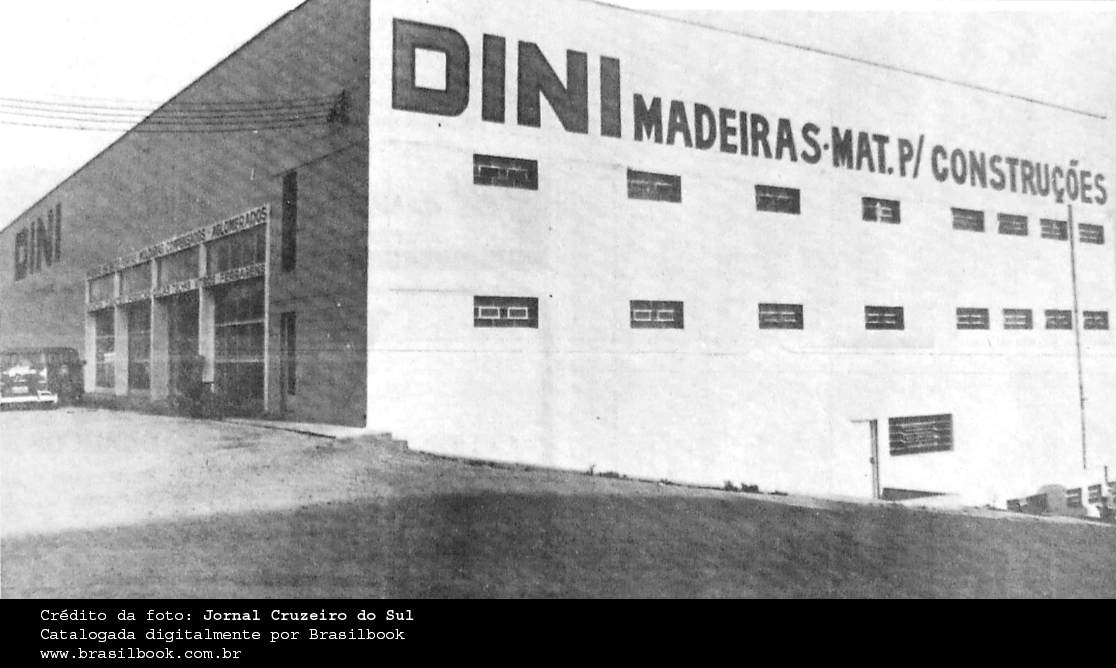 DINI MADEIRAS·MAT. P/ CONSTRUÇÕES
DINI
AGLOMERADOS
Crédito da foto: Jornal Cruzeiro do Sul
Catalogada digitalmente por Brasilbook
www.brasilbook.com.br